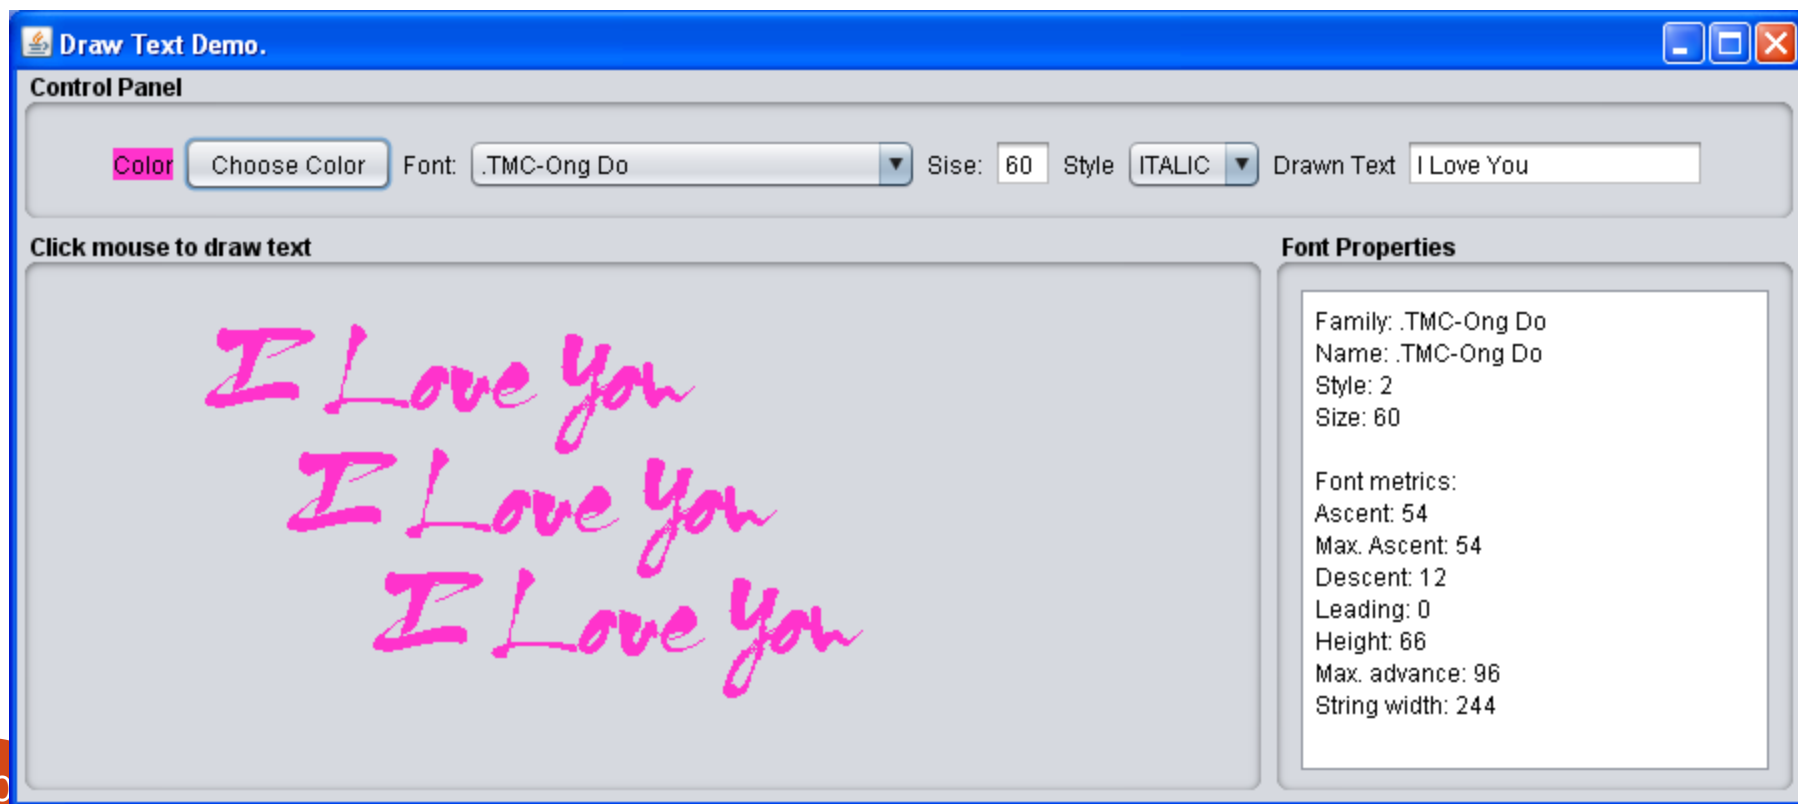 Draw Text Demo.
Control Panel
Color Choose Color Font: .TMC-Ong Do Sise: 60 Style ITALIC Drawn Text I Love You
Click mouse to draw text
I Love You
I Love You
I Love You
Font Properties
Family: .TMC-Ong Do
Name: .TMC-Ong Do
Style: 2
Size: 60
Font metrics:
Ascent: 54
Max. Ascent: 54
Descent: 12
Leading: 0
Height: 66
Max. advance: 96
String width: 244